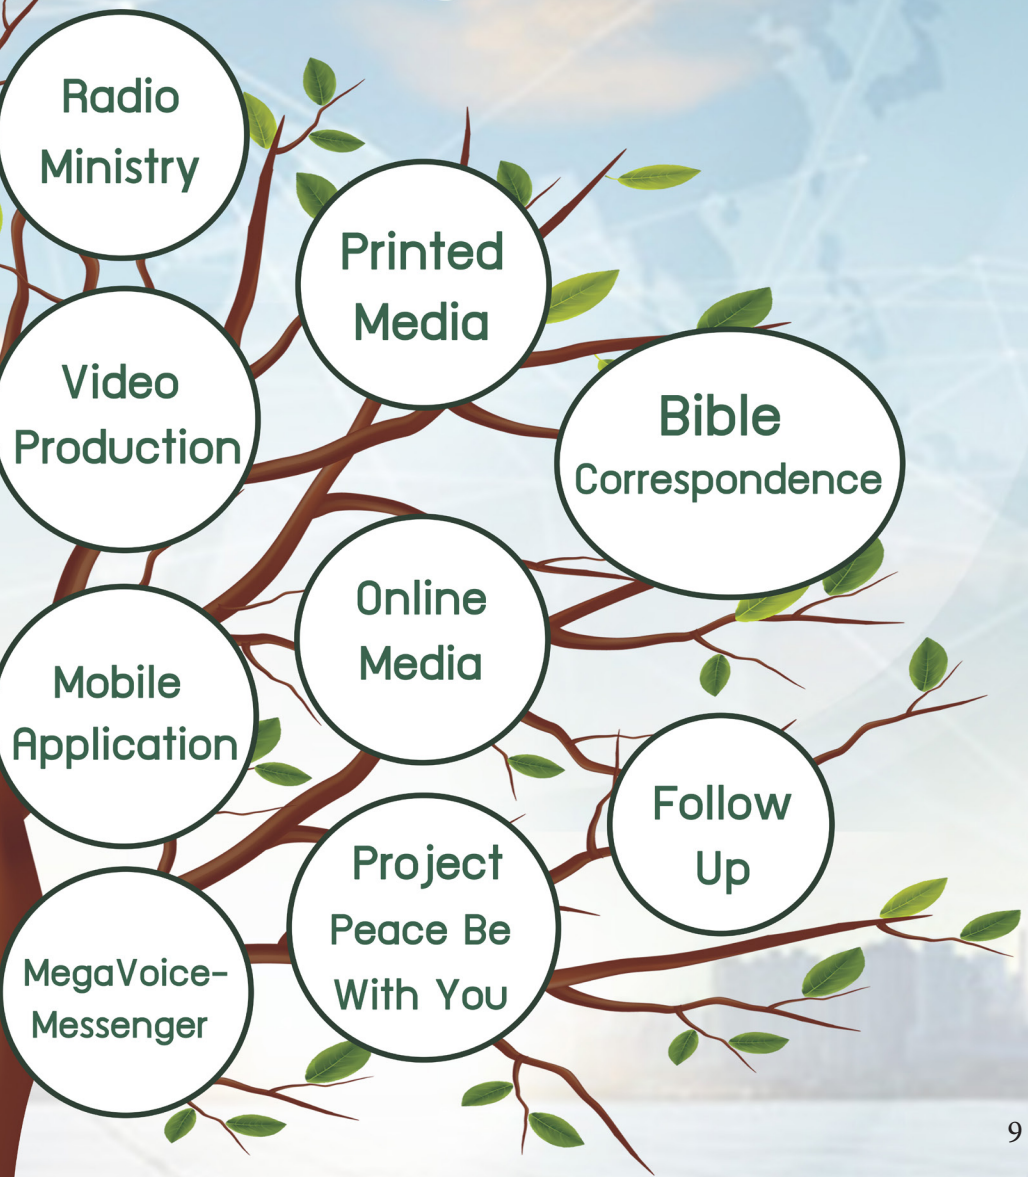 Radio
Ministry
Printed
Media
Video
Production
Bible
Correspondence
Online
Media
Mobile
Application
Follow
Up
Project
Peace Be
With You
MegaVoice-
Messenger
9